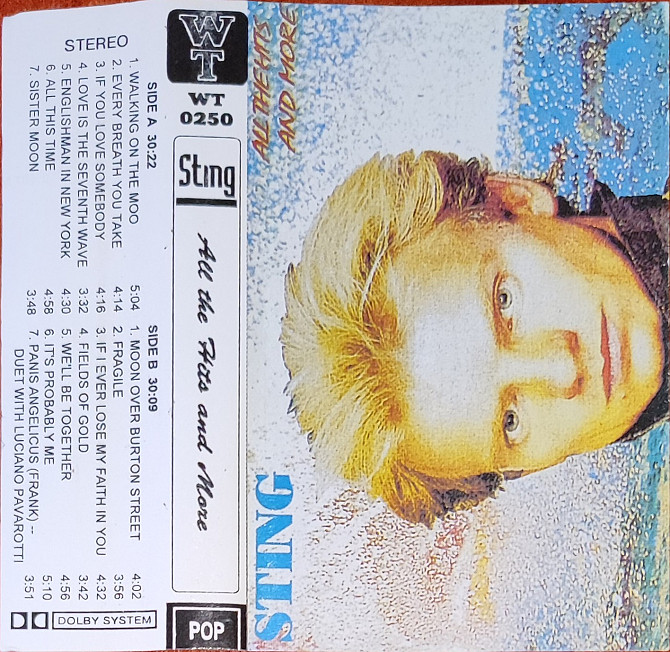 STEREO
SIDE A 30:22
1. WALKING ON THE MOO 5:04
2. EVERY BREATH YOU TAKE 4:14
3. IF YOU LOVE SOMEBODY 4:16
4. LOVE IS THE SEVENTH WAVE 3:32
5. ENGLISHMAN IN NEW YORK 4:30
6. ALL THIS TIME 4:58
7. SISTER MOON 3:48
SIDE B 30:09
1. MOON OVER BURTON STREET 4:02
2. FRAGILE 3:56
3. IF I EVER LOSE MY FAITH IN YOU 4:32
4. FIELDS OF GOLD 3:42
5. WE'LL BE TOGETHER 4:56
6. IT'S PROBABLY ME 5:10
7. PANIS ANGELICUS (FRANK) --
DUET WITH LUCIANO PAVAROTTI 3:51
DOLBY SYSTEM
WT
WT
0250
Sting
All the Hits and More
POP
ALL THE HITS
AND MORE
STING